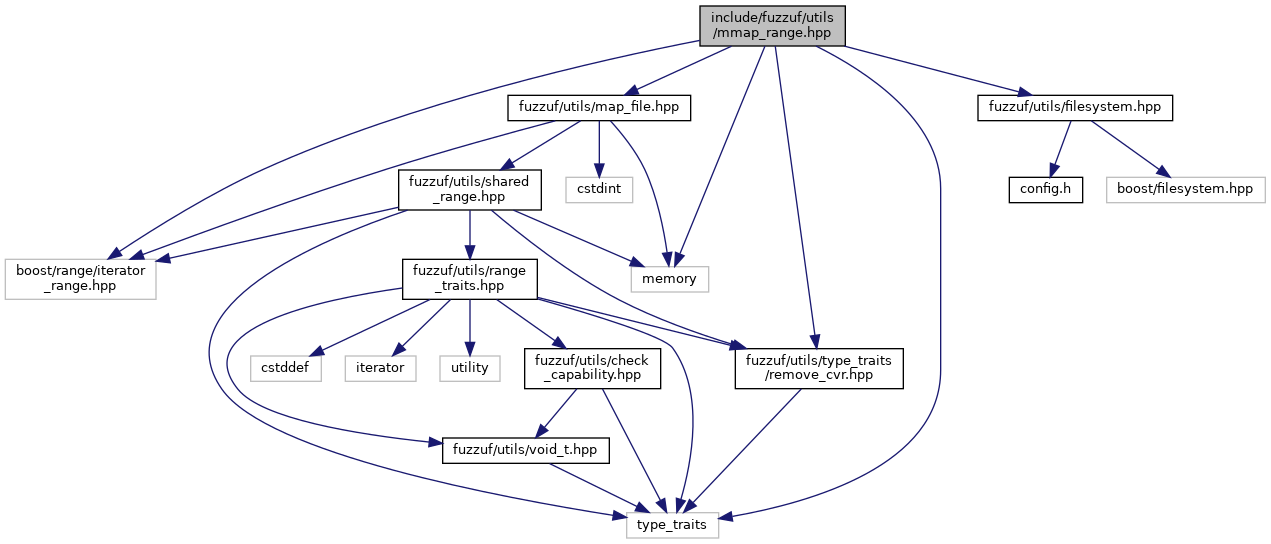 include/fuzzuf/utils
/mmap_range.hpp
fuzzuf/utils/map_file.hpp
fuzzuf/utils/filesystem.hpp
fuzzuf/utils/shared
_range.hpp
cstdint
config.h
boost/filesystem.hpp
boost/range/iterator
_range.hpp
fuzzuf/utils/range
_traits.hpp
memory
cstddef
iterator
utility
fuzzuf/utils/check
_capability.hpp
fuzzuf/utils/type_traits
/remove_cvr.hpp
fuzzuf/utils/void_t.hpp
type_traits